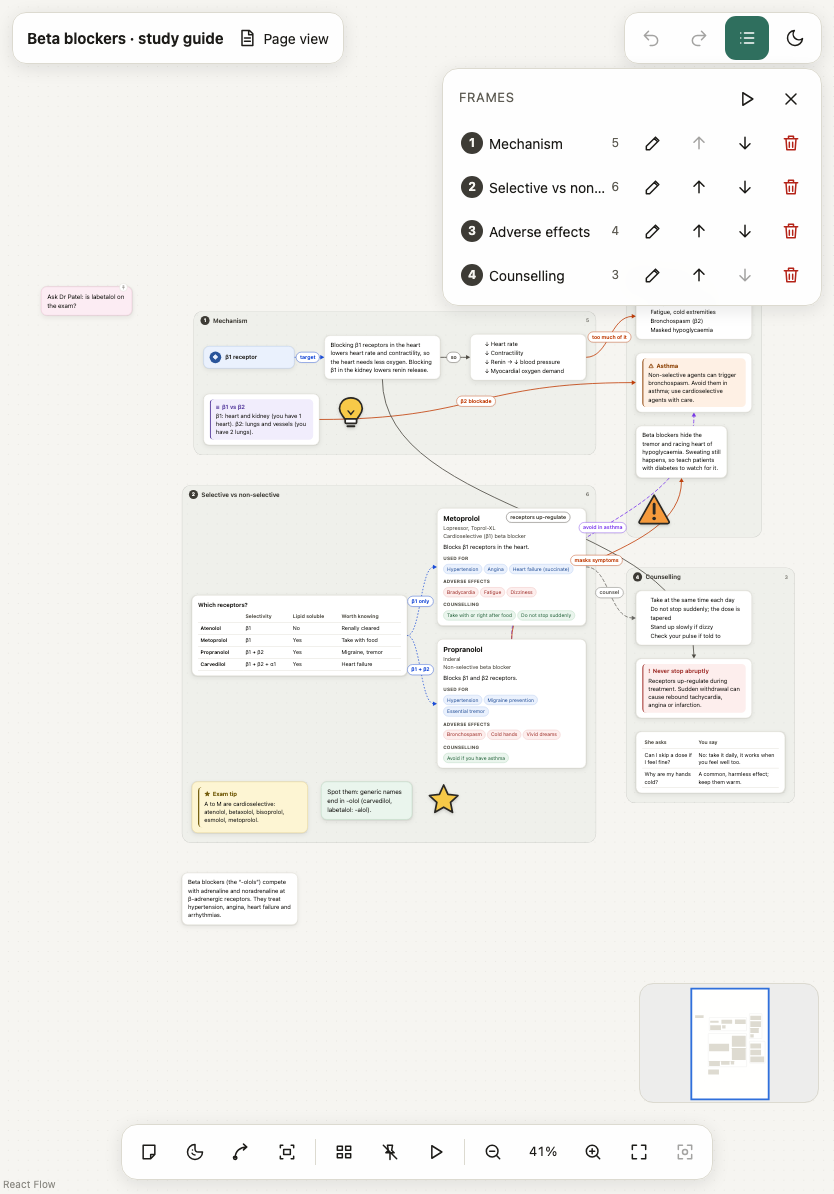 Beta blockers · study guide
Page view
FRAMES
1 Mechanism 5
2 Selective vs non... 6
3 Adverse effects 4
4 Counselling 3
Ask Dr Patel: is labetalol on
the exam?
1 Mechanism 5
β1 receptor
target
Blocking β1 receptors in the heart
lowers heart rate and contractility, so
the heart needs less oxygen. Blocking
β1 in the kidney lowers renin release.
so
↓ Heart rate
↓ Contractility
↓ Renin → ↓ blood pressure
↓ Myocardial oxygen demand
too much of it
β1 vs β2
β1: heart and kidney (you have 1
heart). β2: lungs and vessels (you
have 2 lungs).
β2 blockade
Fatigue, cold extremities
Bronchospasm (β2)
Masked hypoglycaemia
⚠ Asthma
Non-selective agents can trigger
bronchospasm. Avoid them in
asthma; use cardioselective
agents with care.
Beta blockers hide the
tremor and racing heart of
hypoglycaemia. Sweating still
happens, so teach patients
with diabetes to watch for it.
2 Selective vs non-selective 6
Metoprolol
receptors up-regulate
Lopressor, Toprol-XL
Cardioselective (β1) beta blocker
Blocks β1 receptors in the heart.
USED FOR
Hypertension Angina Heart failure (succinate)
ADVERSE EFFECTS
Bradycardia Fatigue Dizziness
COUNSELLING
Take with or right after food Do not stop suddenly
avoid in asthma
masks symptoms
counsel
Which receptors?
Selectivity Lipid soluble Worth knowing
Atenolol β1 No Renally cleared
Metoprolol β1 Yes Take with food
Propranolol β1 + β2 Yes Migraine, tremor
Carvedilol β1 + β2 + α1 Yes Heart failure
β1 only
β1 + β2
Propranolol
Inderal
Non-selective beta blocker
Blocks β1 and β2 receptors.
USED FOR
Hypertension Migraine prevention
Essential tremor
ADVERSE EFFECTS
Bronchospasm Cold hands Vivid dreams
COUNSELLING
Avoid if you have asthma
4 Counselling 3
Take at the same time each day
Do not stop suddenly; the dose is
tapered
Stand up slowly if dizzy
Check your pulse if told to
! Never stop abruptly
Receptors up-regulate during
treatment. Sudden withdrawal can
cause rebound tachycardia,
angina or infarction.
She asks You say
Can I skip a dose if No: take it daily, it works when
I feel fine? you feel well too.
Why are my hands A common, harmless effect;
cold? keep them warm.
★ Exam tip
A to M are cardioselective:
atenolol, betaxolol, bisoprolol,
esmolol, metoprolol.
Spot them: generic names
end in -olol (carvedilol,
labetalol: -alol).
Beta blockers (the "-olols") compete
with adrenaline and noradrenaline at
β-adrenergic receptors. They treat
hypertension, angina, heart failure and
arrhythmias.
41%
React Flow